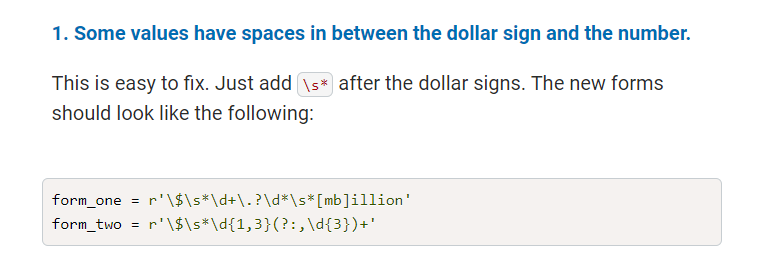 1. Some values have spaces in between the dollar sign and the number.
This is easy to fix. Just add \s* after the dollar signs. The new forms
should look like the following:
form_one = r'\$\s*\d+\.?\d*\s*[mb]illion'
form_two = r'\$\s*\d{1,3}(?:,\d{3})+'